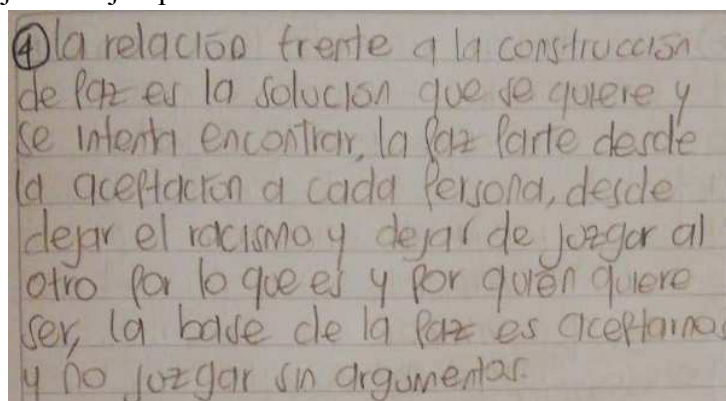 ④ la relación frente a la construcción
de Paz es la solución que se quiere y
se intenta encontrar, la Paz Parte desde
la aceptación a cada Persona, desde
dejar el racismo y dejar de juzgar al
otro por lo que es y por quién quiere
ser, la base de la Paz es aceptarnos
y no juzgar sin argumentos.